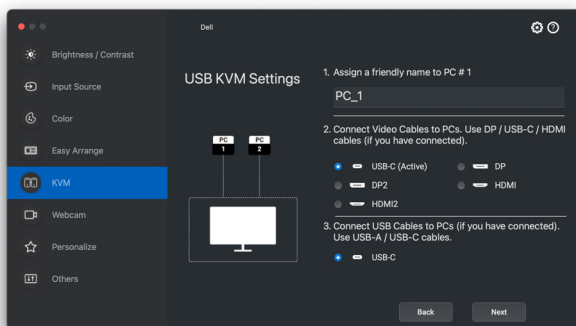 Dell
Brightness / Contrast
Input Source
Color
Easy Arrange
KVM
Webcam
Personalize
Others
USB KVM Settings
PC
1
PC
2
1. Assign a friendly name to PC # 1
PC_1
2. Connect Video Cables to PCs. Use DP / USB-C / HDMI
cables (if you have connected).
USB-C (Active)
DP
DP2
HDMI
HDMI2
3. Connect USB Cables to PCs (if you have connected).
Use USB-A / USB-C cables.
USB-C
Back
Next